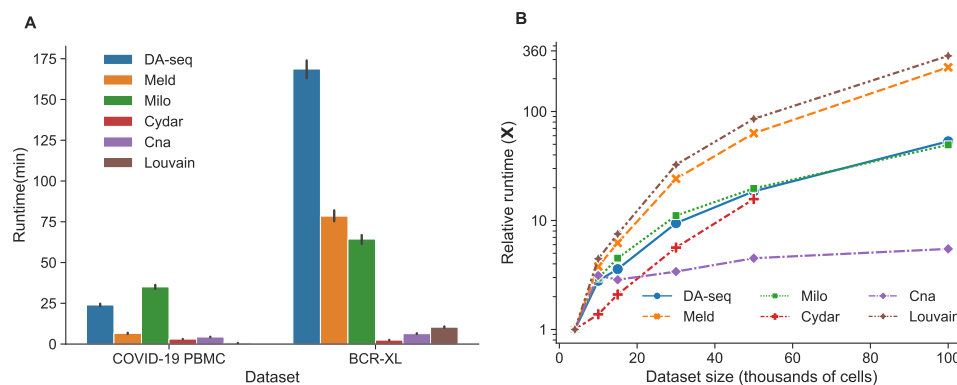 A
175
150
125
100
75
50
25
0
Runtime(min)
DA-seq
Meld
Milo
Cydar
Cna
Louvain
COVID-19 PBMC
BCR-XL
Dataset
B
360
100
10
1
Relative runtime (X)
DA-seq
Meld
Milo
Cydar
Cna
Louvain
0
20
40
60
80
100
Dataset size (thousands of cells)